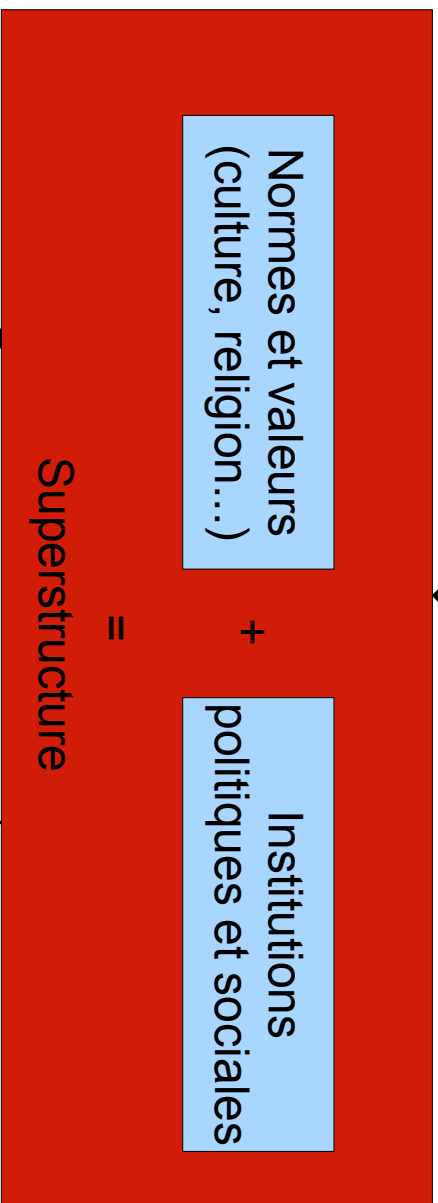 Normes et valeurs
(culture, religion...)
+
Institutions
politiques et sociales
=
Superstructure